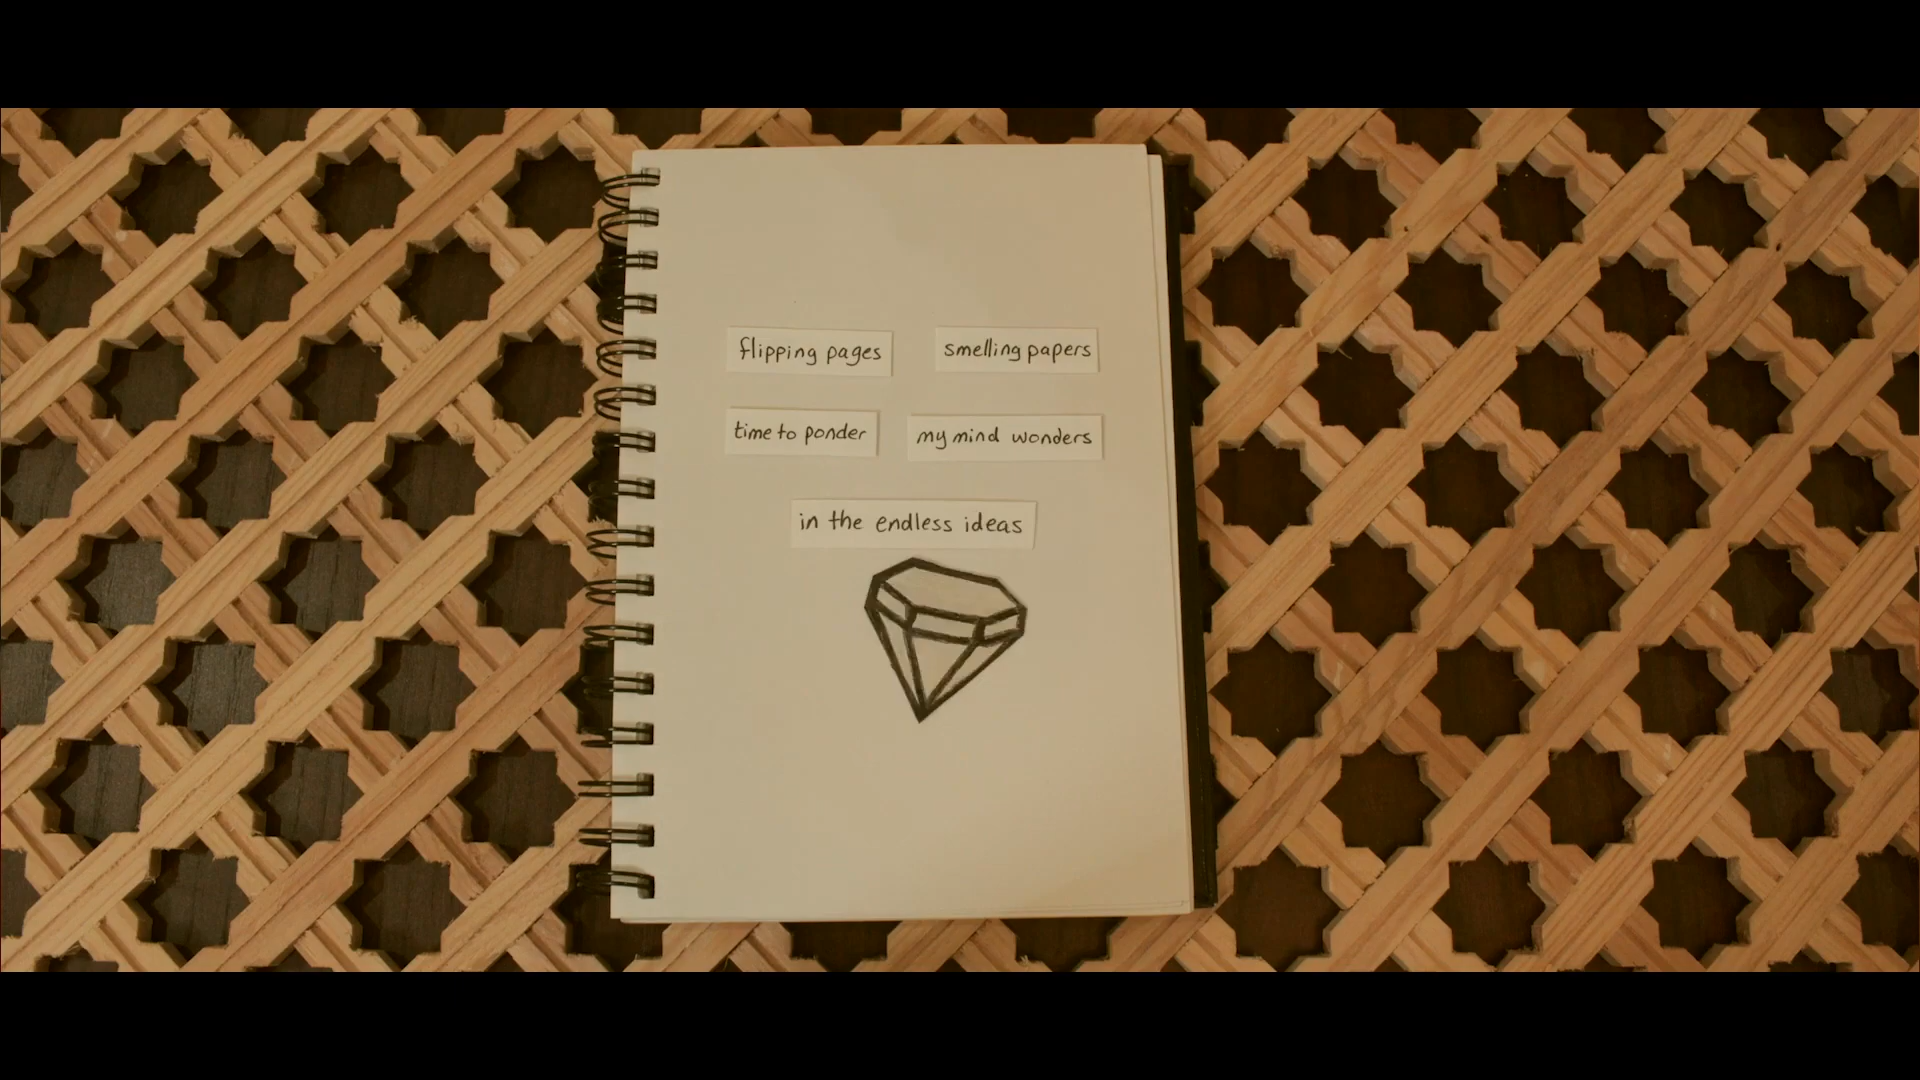 flipping pages smelling papers
time to ponder my mind wonders
in the endless ideas